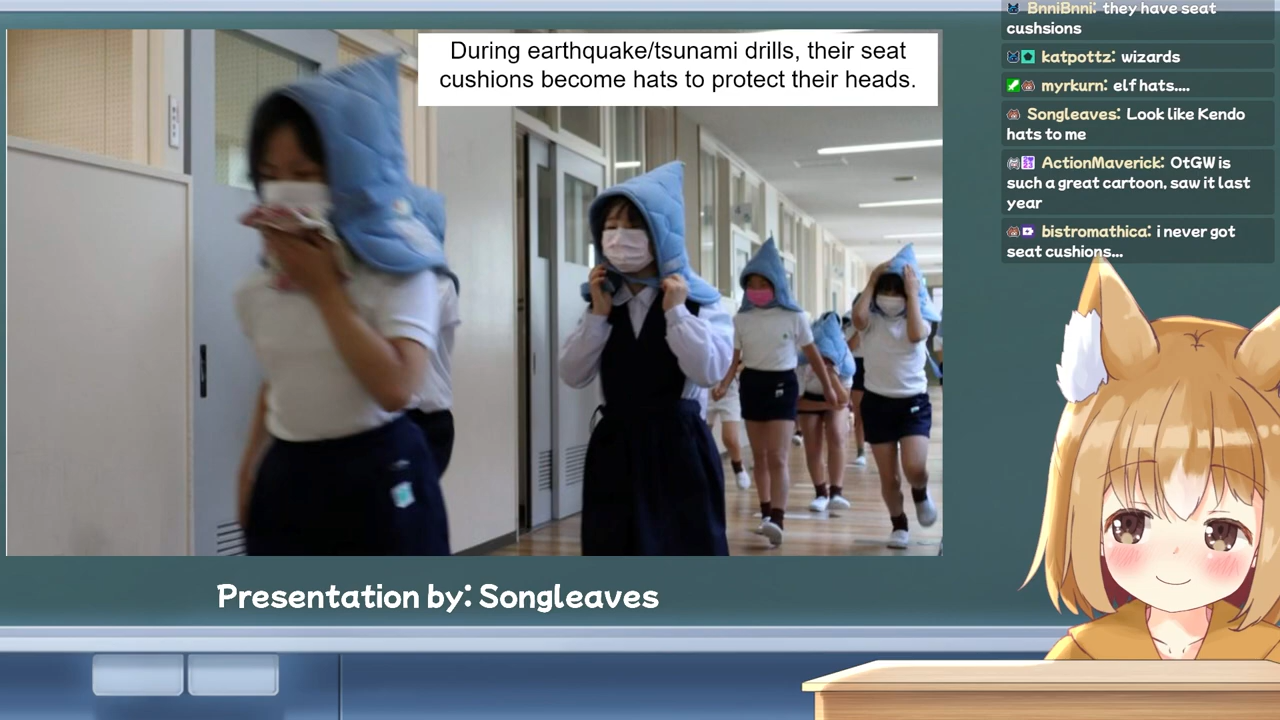 During earthquake/tsunami drills, their seat
cushions become hats to protect their heads.
BnniBnni: they have seat
cushsions
katpottz: wizards
myrkurn: elf hats....
Songleaves: Look like Kendo
hats to me
ActionMaverick: OtGW is
such a great cartoon, saw it last
year
bistromathica: i never got
seat cushions...
Presentation by: Songleaves